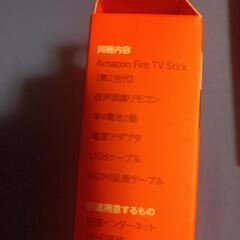 同梱内容
Amazon Fire TV Stick
(第2世代)
音声認識リモコン
単4電池2個
電源アダプタ
USBケーブル
HDMI延長ケーブル
別途用意するもの
高速インターネット